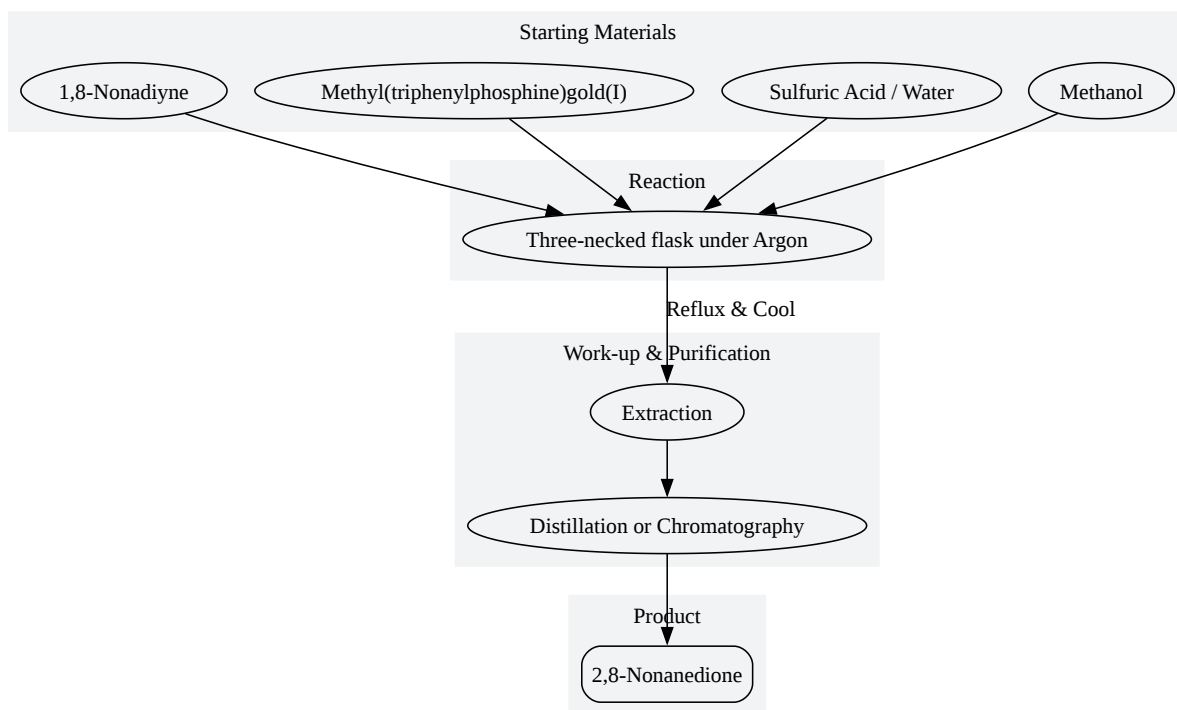 Starting Materials
1,8-Nonadiyne
Methyl(triphenylphosphine)gold(I)
Sulfuric Acid / Water
Methanol
Reaction
Three-necked flask under Argon
Reflux & Cool
Work-up & Purification
Extraction
Distillation or Chromatography
Product
2,8-Nonanedione